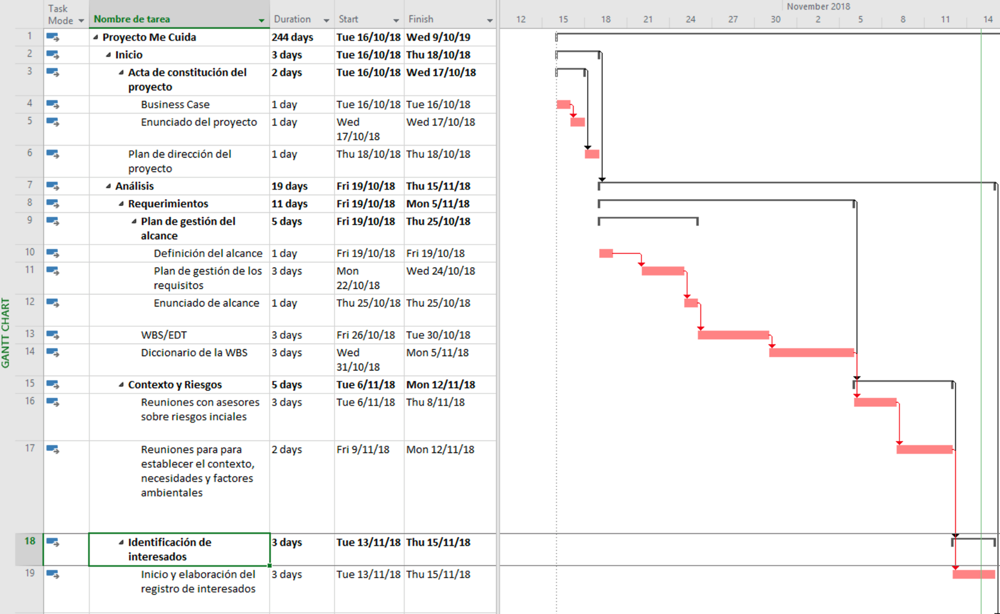 Task
Mode
Nombre de tarea
Duration
Start
Finish
November 2018
12 15 18 21 24 27 30 2 5 8 11 14
GANTT CHART
1 Proyecto Me Cuida 244 days Tue 16/10/18 Wed 9/10/19
2 Inicio 3 days Tue 16/10/18 Thu 18/10/18
3 Acta de constitución del 2 days Tue 16/10/18 Wed 17/10/18
proyecto
4 Business Case 1 day Tue 16/10/18 Tue 16/10/18
5 Enunciado del proyecto 1 day Wed Wed 17/10/18
17/10/18
6 Plan de dirección del 1 day Thu 18/10/18 Thu 18/10/18
proyecto
7 Análisis 19 days Fri 19/10/18 Thu 15/11/18
8 Requerimientos 11 days Fri 19/10/18 Mon 5/11/18
9 Plan de gestión del 5 days Fri 19/10/18 Thu 25/10/18
alcance
10 Definición del alcance 1 day Fri 19/10/18 Fri 19/10/18
11 Plan de gestión de los 3 days Mon Wed 24/10/18
requisitos 22/10/18
12 Enunciado de alcance 1 day Thu 25/10/18 Thu 25/10/18
13 WBS/EDT 3 days Fri 26/10/18 Tue 30/10/18
14 Diccionario de la WBS 3 days Wed Mon 5/11/18
31/10/18
15 Contexto y Riesgos 5 days Tue 6/11/18 Mon 12/11/18
16 Reuniones con asesores 3 days Tue 6/11/18 Thu 8/11/18
sobre riesgos inciales
17 Reuniones para para 2 days Fri 9/11/18 Mon 12/11/18
establecer el contexto,
necesidades y factores
ambientales
18 Identificación de 3 days Tue 13/11/18 Thu 15/11/18
interesados
19 Inicio y elaboración del 3 days Tue 13/11/18 Thu 15/11/18
registro de interesados